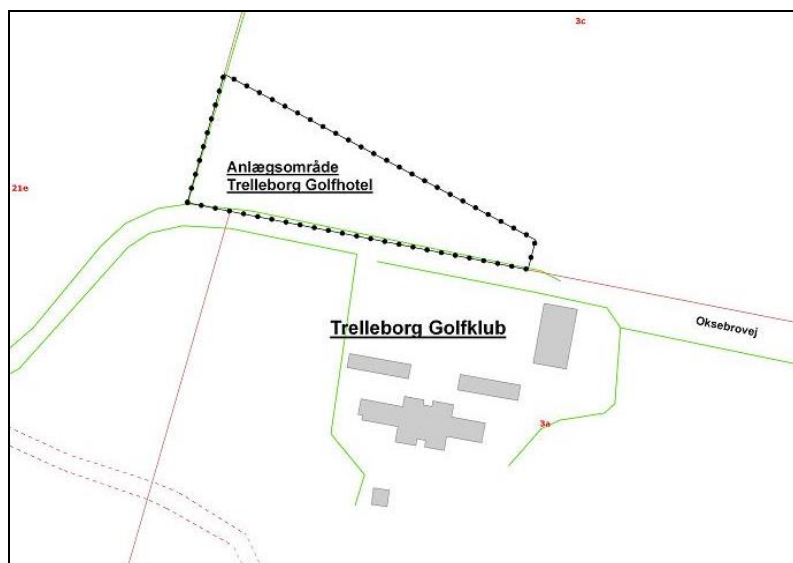 3c
Anlægsområde
Trelleborg Golfhotel
21e
Oksebrovej
Trelleborg Golfklub
3a